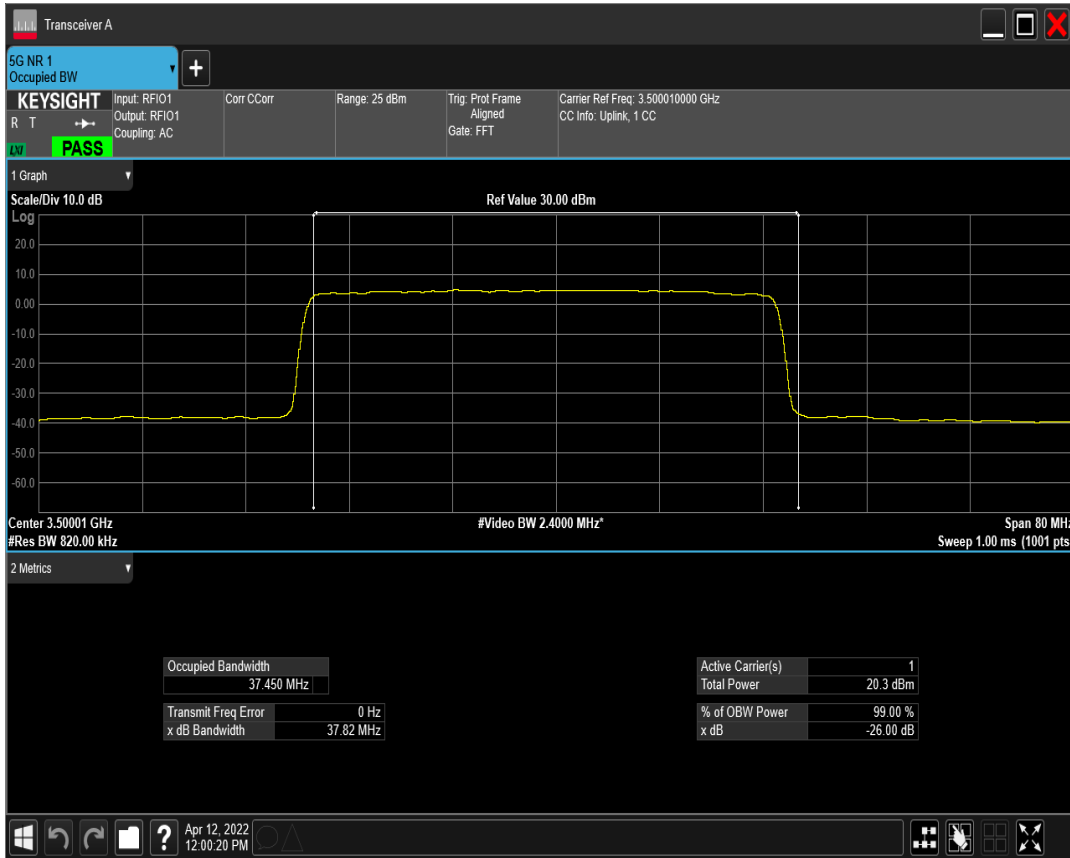 Transceiver A
5G NR 1
Occupied BW
KEYSIGHT
R T
LXI
PASS
Input: RFIO1
Output: RFIO1
Coupling: AC
Corr CCorr
Range: 25 dBm
Trig: Prot Frame
Aligned
Gate: FFT
Carrier Ref Freq: 3.500010000 GHz
CC Info: Uplink, 1 CC
1 Graph
Scale/Div 10.0 dB
Ref Value 30.00 dBm
Log
20.0
10.0
0.00
-10.0
-20.0
-30.0
-40.0
-50.0
-60.0
Center 3.50001 GHz
#Video BW 2.4000 MHz*
Span 80 MHz
#Res BW 820.00 kHz
Sweep 1.00 ms (1001 pts
2 Metrics
Occupied Bandwidth
37.450 MHz
Transmit Freq Error 0 Hz
x dB Bandwidth 37.82 MHz
Active Carrier(s) 1
Total Power 20.3 dBm
% of OBW Power 99.00 %
x dB -26.00 dB
?
Apr 12, 2022
12:00:20 PM